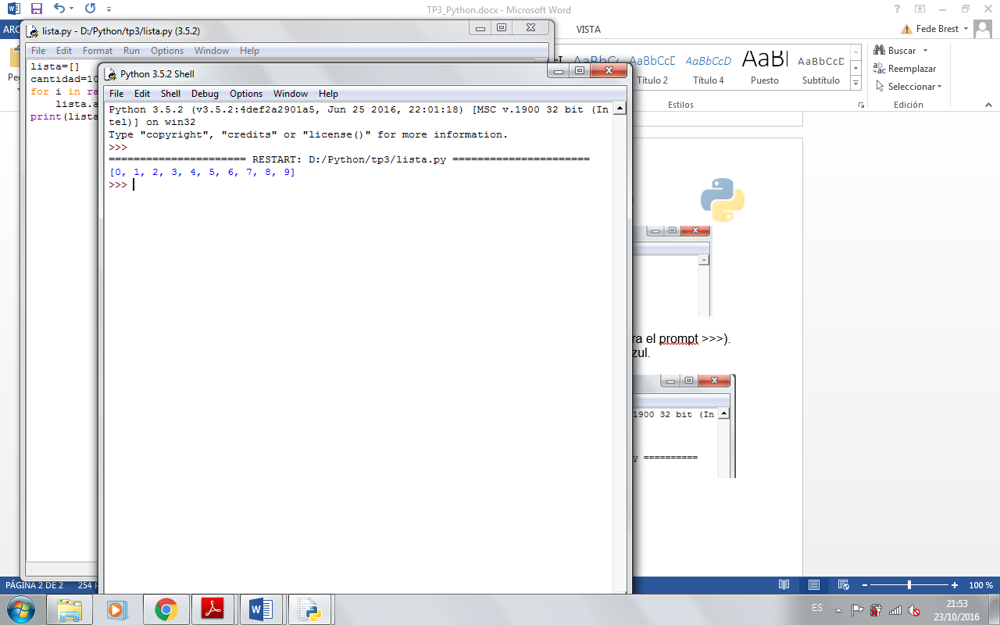 TP3_Python.docx - Microsoft Word
lista.py - D:/Python/tp3/lista.py (3.5.2)
VISTA
Fede Brest
File Edit Format Run Options Window Help
lista=[]
cantidad=10
for i in ra
lista.a
print(lista
Python 3.5.2 Shell
File Edit Shell Debug Options Window Help
Python 3.5.2 (v3.5.2:4def2a2901a5, Jun 25 2016, 22:01:18) [MSC v.1900 32 bit (In
tel)] on win32
Type "copyright", "credits" or "license()" for more information.
>>>
====================== RESTART: D:/Python/tp3/lista.py ======================
[0, 1, 2, 3, 4, 5, 6, 7, 8, 9]
>>>
AaBbCcD AaBbCcD AaBb AaBbCcD
Título 2 Título 4 Puesto Subtítulo
Estilos
Buscar
Reemplazar
Seleccionar
Edición
ra el prompt >>>).
zul.
1900 32 bit (In
y ==========
PÁGINA 2 DE 2
254
100 %
ES
21:53
23/10/2016